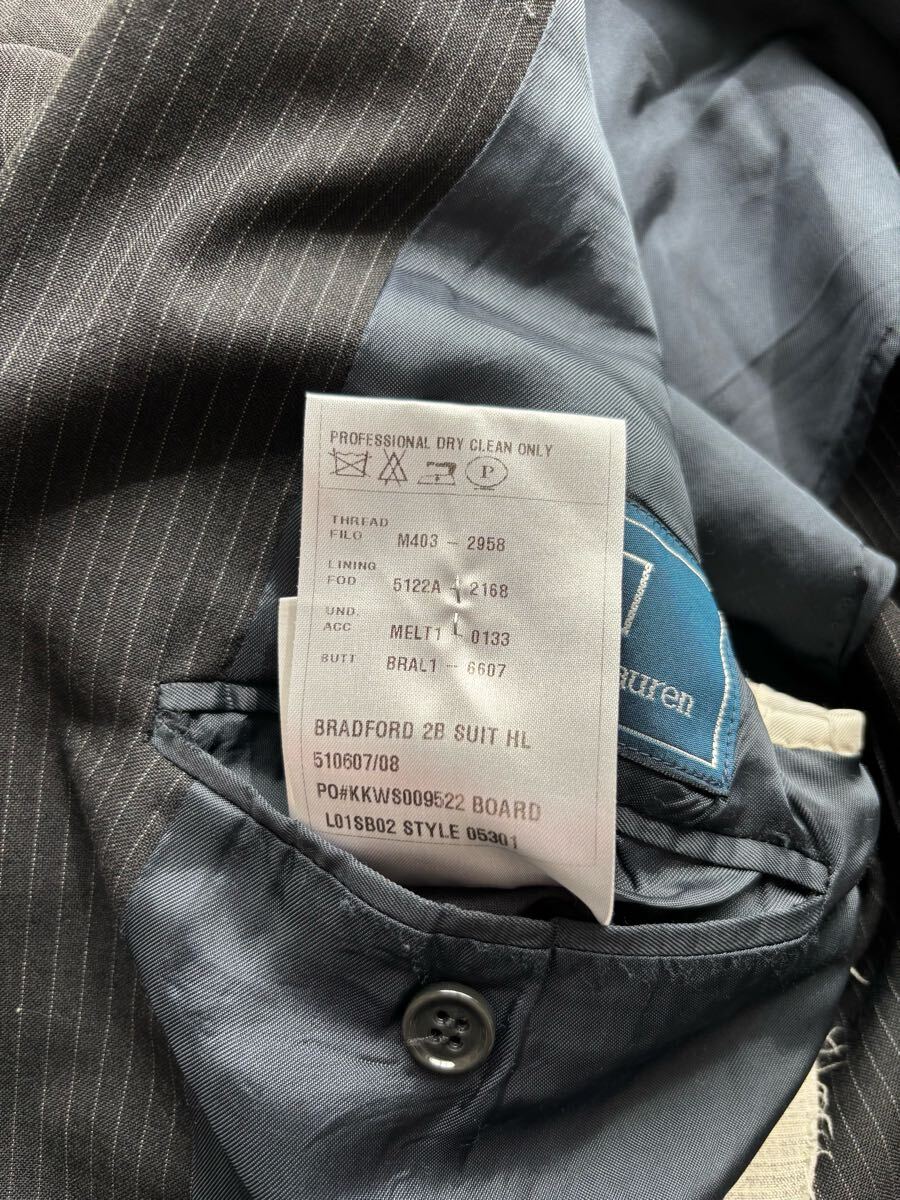 PROFESSIONAL DRY CLEAN ONLY
P
THREAD
FILO M403 - 2958
LINING
FOD 5122A - 2168
UND.
ACC MELT1 - 0133
BUTT BRAL1 - 6607
BRADFORD 2B SUIT HL
510607/08
PO#KKWS009522 BOARD
L01SB02 STYLE 05301
auren